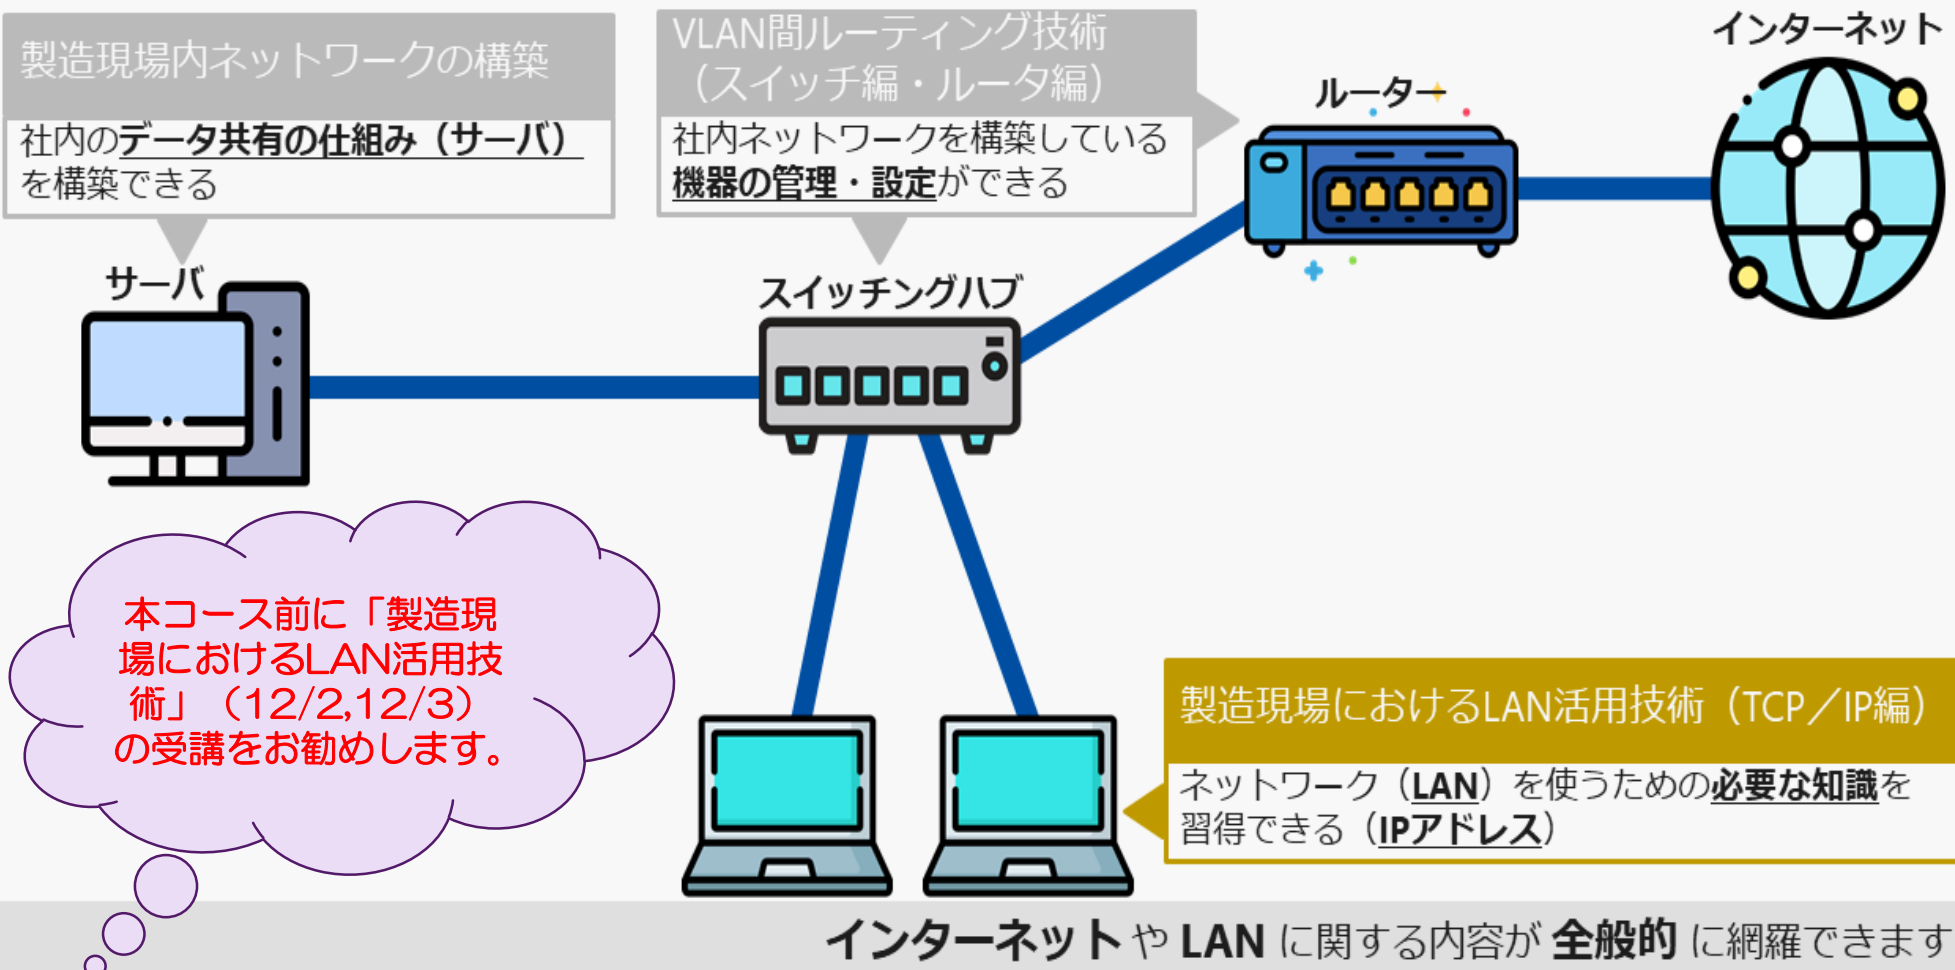 製造現場内ネットワークの構築
社内のデータ共有の仕組み（サーバ）
を構築できる
VLAN間ルーティング技術
（スイッチ編・ルータ編）
社内ネットワークを構築している
機器の管理・設定ができる
インターネット
ルーター
サーバ
スイッチングハブ
本コース前に「製造現
場におけるLAN活用技
術」（12/2,12/3）
の受講をお勧めします。
製造現場におけるLAN活用技術（TCP／IP編）
ネットワーク（LAN）を使うための必要な知識を
習得できる（IPアドレス）
インターネット や LAN に関する内容が 全般的 に網羅できます